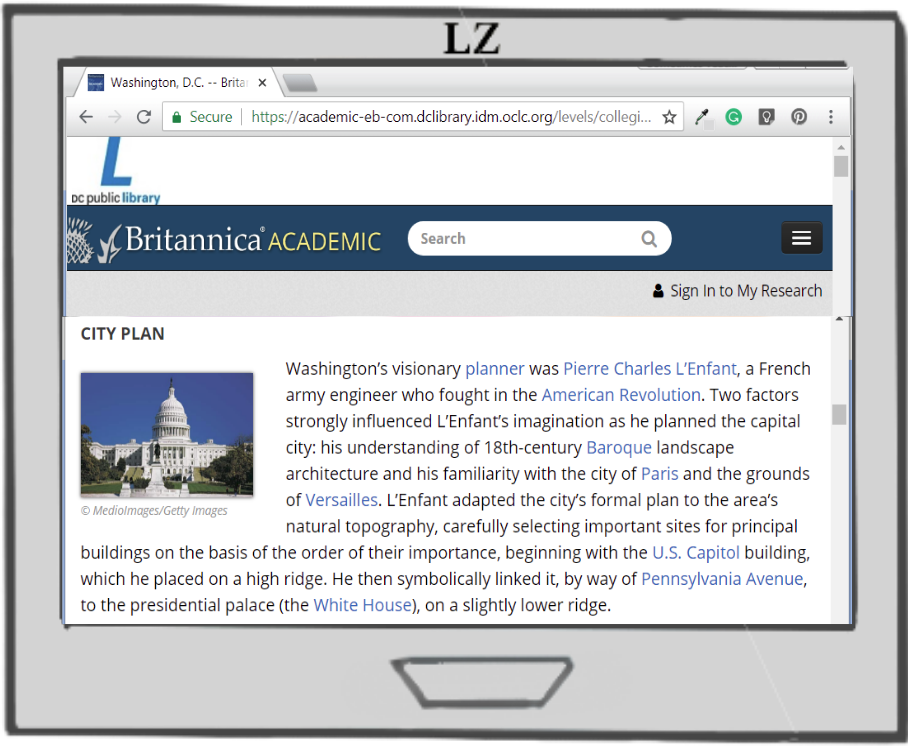 LZ
Washington, D.C. -- Brita
Secure
https://academic-eb-com.dclibrary.idm.oclc.org/levels/collegi...
L
DC public library
Britannica® ACADEMIC
Search
Sign In to My Research
CITY PLAN
Washington’s visionary planner was Pierre Charles L’Enfant, a French
army engineer who fought in the American Revolution. Two factors
strongly influenced L’Enfant’s imagination as he planned the capital
city: his understanding of 18th-century Baroque landscape
architecture and his familiarity with the city of Paris and the grounds
of Versailles. L’Enfant adapted the city’s formal plan to the area’s
natural topography, carefully selecting important sites for principal
© MedioImages/Getty Images
buildings on the basis of the order of their importance, beginning with the U.S. Capitol building,
which he placed on a high ridge. He then symbolically linked it, by way of Pennsylvania Avenue,
to the presidential palace (the White House), on a slightly lower ridge.